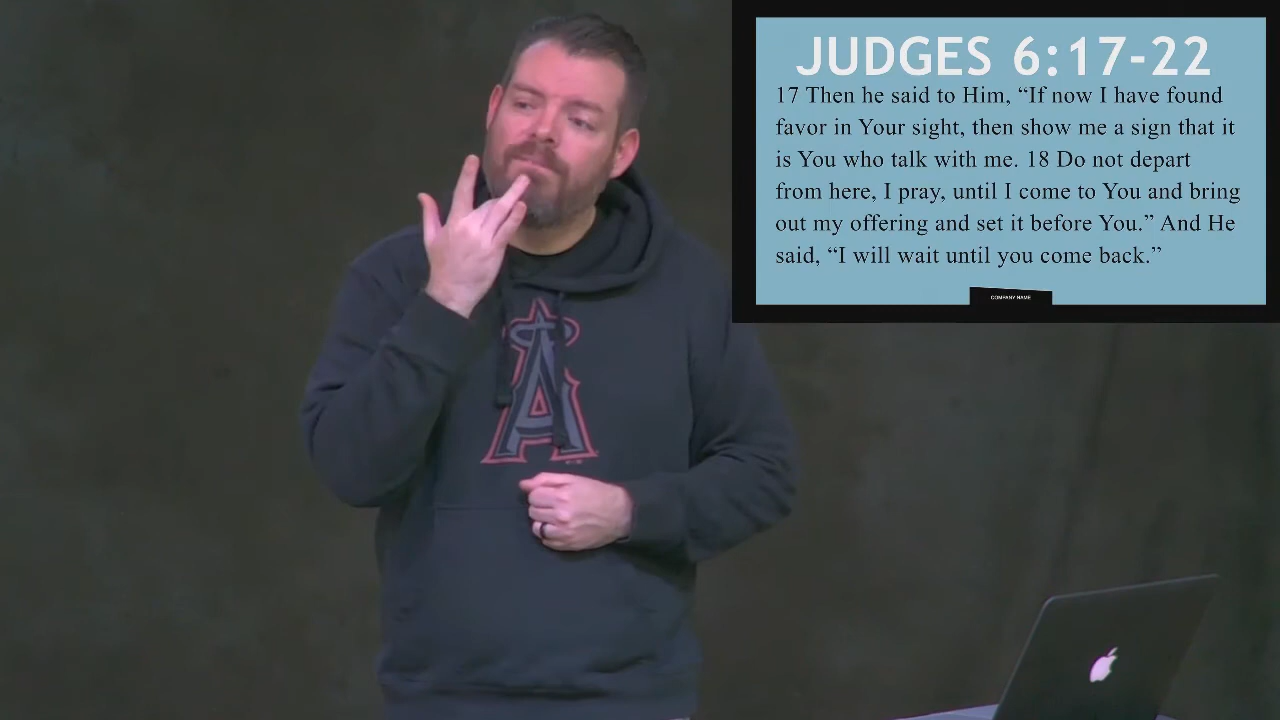 JUDGES 6:17-22
17 Then he said to Him, “If now I have found
favor in Your sight, then show me a sign that it
is You who talk with me. 18 Do not depart
from here, I pray, until I come to You and bring
out my offering and set it before You.” And He
said, “I will wait until you come back.”
COMPANY NAME
A